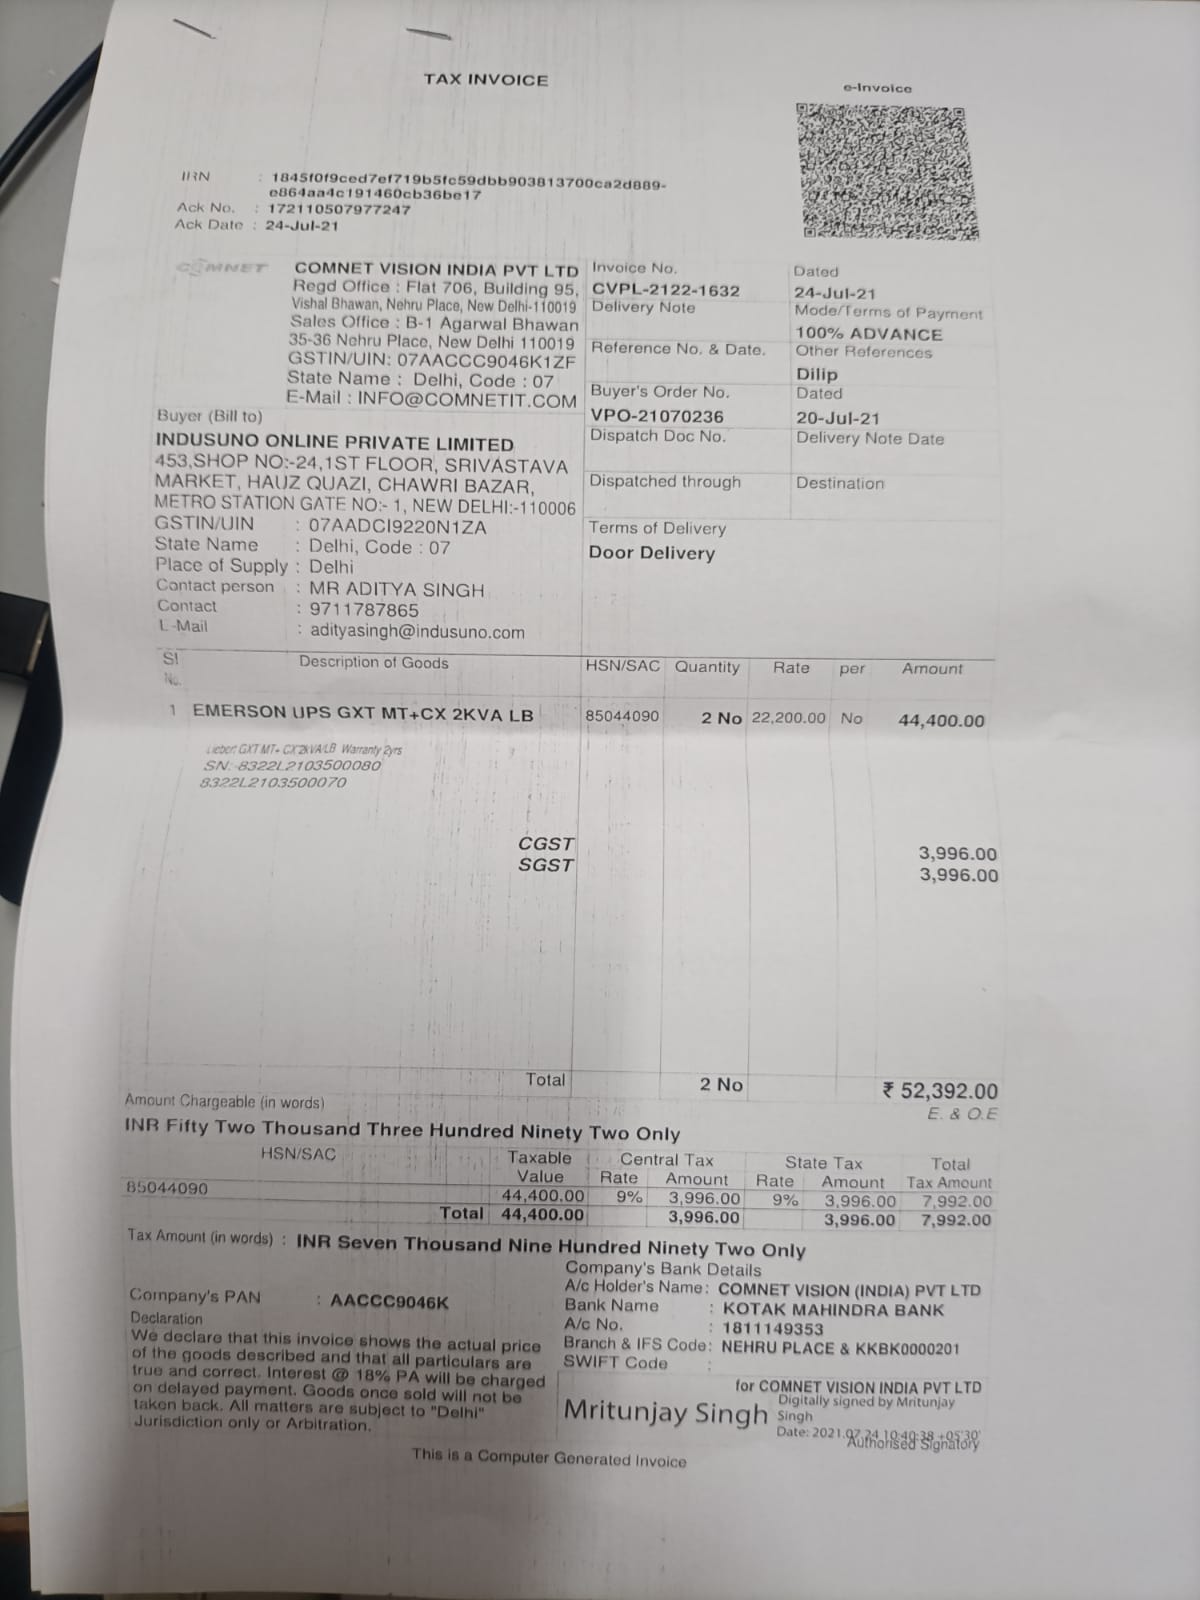 TAX INVOICE
e-Invoice
IRN : 1845f0f9ced7ef719b5fc59dbb903813700ca2d889-
e864aa4c191460cb36be17
Ack No. : 172110507977247
Ack Date : 24-Jul-21
COMNET
COMNET VISION INDIA PVT LTD
Regd Office : Flat 706, Building 95,
Vishal Bhawan, Nehru Place, New Delhi-110019
Sales Office : B-1 Agarwal Bhawan
35-36 Nehru Place, New Delhi 110019
GSTIN/UIN: 07AACCC9046K1ZF
State Name : Delhi, Code : 07
E-Mail : INFO@COMNETIT.COM
Invoice No.
CVPL-2122-1632
Dated
24-Jul-21
Delivery Note
Mode/Terms of Payment
100% ADVANCE
Reference No. & Date.
Other References
Dilip
Buyer's Order No.
VPO-21070236
Dated
20-Jul-21
Dispatch Doc No.
Delivery Note Date
Dispatched through
Destination
Terms of Delivery
Door Delivery
Buyer (Bill to)
INDUSUNO ONLINE PRIVATE LIMITED
453,SHOP NO:-24,1ST FLOOR, SRIVASTAVA
MARKET, HAUZ QUAZI, CHAWRI BAZAR,
METRO STATION GATE NO:- 1, NEW DELHI:-110006
GSTIN/UIN : 07AADCI9220N1ZA
State Name : Delhi, Code : 07
Place of Supply : Delhi
Contact person : MR ADITYA SINGH
Contact : 9711787865
E-Mail : adityasingh@indusuno.com
Sl No. Description of Goods HSN/SAC Quantity Rate per Amount
1 EMERSON UPS GXT MT+CX 2KVA LB 85044090 2 No 22,200.00 No 44,400.00
Liebert GXT MT+ CX 2kVA/LB Warranty 2yrs
SN:-8322L2103500080
8322L2103500070
CGST 3,996.00
SGST 3,996.00
Total 2 No ₹ 52,392.00
Amount Chargeable (in words) E. & O.E
INR Fifty Two Thousand Three Hundred Ninety Two Only
HSN/SAC Taxable Value Central Tax State Tax Total Tax Amount
Rate Amount Rate Amount
85044090 44,400.00 9% 3,996.00 9% 3,996.00 7,992.00
Total 44,400.00 3,996.00 3,996.00 7,992.00
Tax Amount (in words) : INR Seven Thousand Nine Hundred Ninety Two Only
Company's Bank Details
A/c Holder's Name : COMNET VISION (INDIA) PVT LTD
Bank Name : KOTAK MAHINDRA BANK
A/c No. : 1811149353
Branch & IFS Code: NEHRU PLACE & KKBK0000201
SWIFT Code :
Company's PAN : AACCC9046K
Declaration
We declare that this invoice shows the actual price
of the goods described and that all particulars are
true and correct. Interest @ 18% PA will be charged
on delayed payment. Goods once sold will not be
taken back. All matters are subject to "Delhi"
Jurisdiction only or Arbitration.
for COMNET VISION INDIA PVT LTD
Mritunjay Singh
Digitally signed by Mritunjay
Singh
Date: 2021.07.24 10:40:38 +05'30'
Authorised Signatory
This is a Computer Generated Invoice